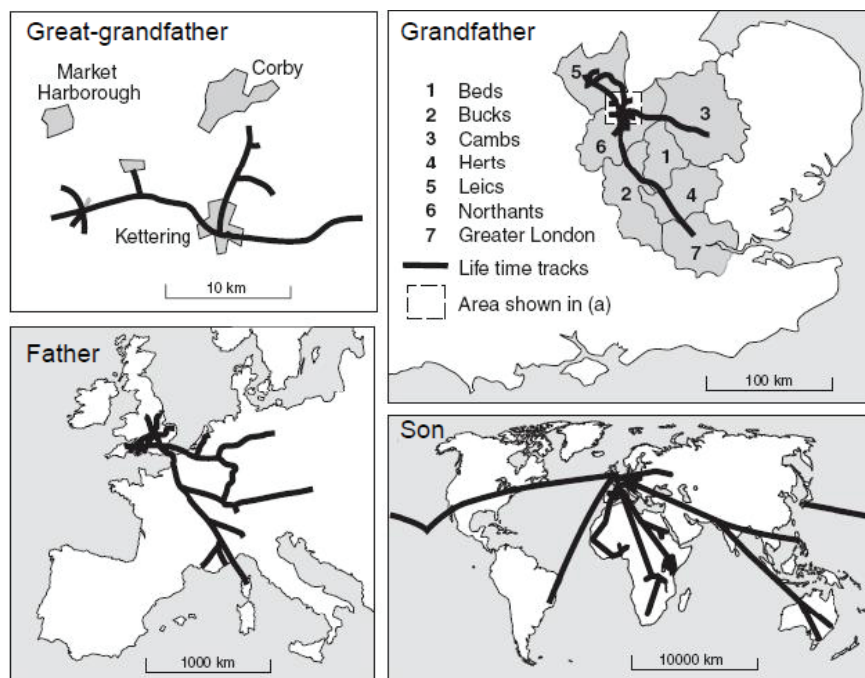 Great-grandfather
Market
Harborough
Corby
Kettering
10 km
Grandfather
1 Beds
2 Bucks
3 Cambs
4 Herts
5 Leics
6 Northants
7 Greater London
Life time tracks
Area shown in (a)
5
3
6
1
2
4
7
100 km
Father
1000 km
Son
10000 km